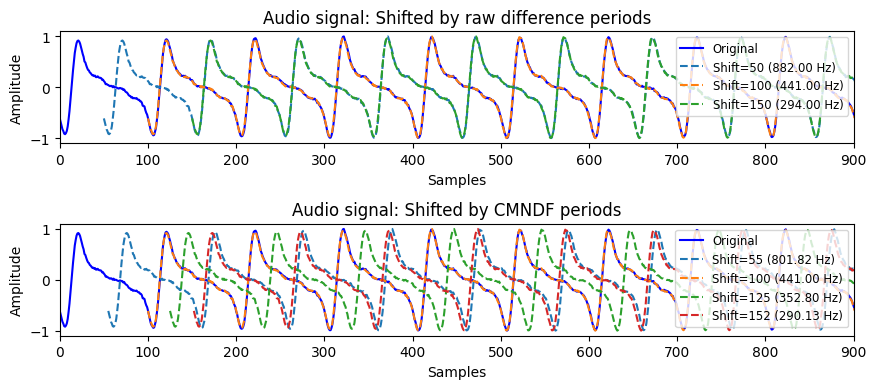 Audio signal: Shifted by raw difference periods
Amplitude
1
0
−1
Original
Shift=50 (882.00 Hz)
Shift=100 (441.00 Hz)
Shift=150 (294.00 Hz)
0 100 200 300 400 500 600 700 800 900
Samples
Audio signal: Shifted by CMNDF periods
Amplitude
1
0
−1
Original
Shift=55 (801.82 Hz)
Shift=100 (441.00 Hz)
Shift=125 (352.80 Hz)
Shift=152 (290.13 Hz)
0 100 200 300 400 500 600 700 800 900
Samples